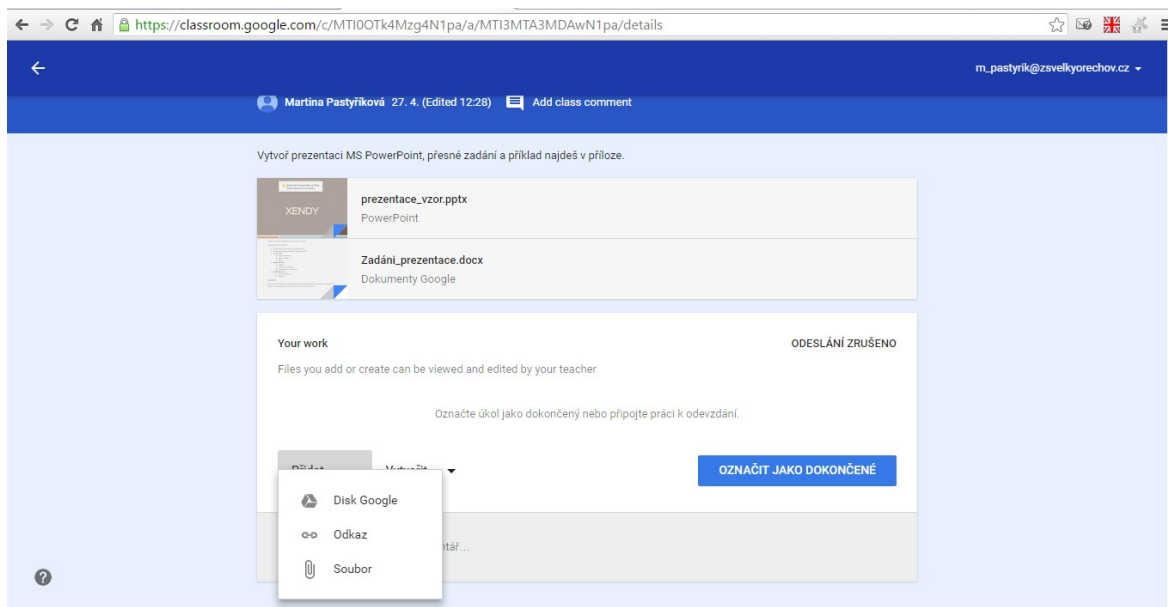 https://classroom.google.com/c/MTI0OTk4Mzg4N1pa/a/MTI3MTA3MDAwN1pa/details
m_pastyrik@zsvelkyorechov.cz
Martina Pastyříková 27. 4. (Edited 12:28) Add class comment
Vytvoř prezentaci MS PowerPoint, přesné zadání a příklad najdeš v příloze.
XENDY
prezentace_vzor.pptx
PowerPoint
Zadáni_prezentace.docx
Dokumenty Google
Your work ODESLÁNÍ ZRUŠENO
Files you add or create can be viewed and edited by your teacher
Označte úkol jako dokončený nebo připojte práci k odevzdání.
Přidat Vytvořit OZNAČIT JAKO DOKONČENÉ
Disk Google
Odkaz
ntář...
Soubor